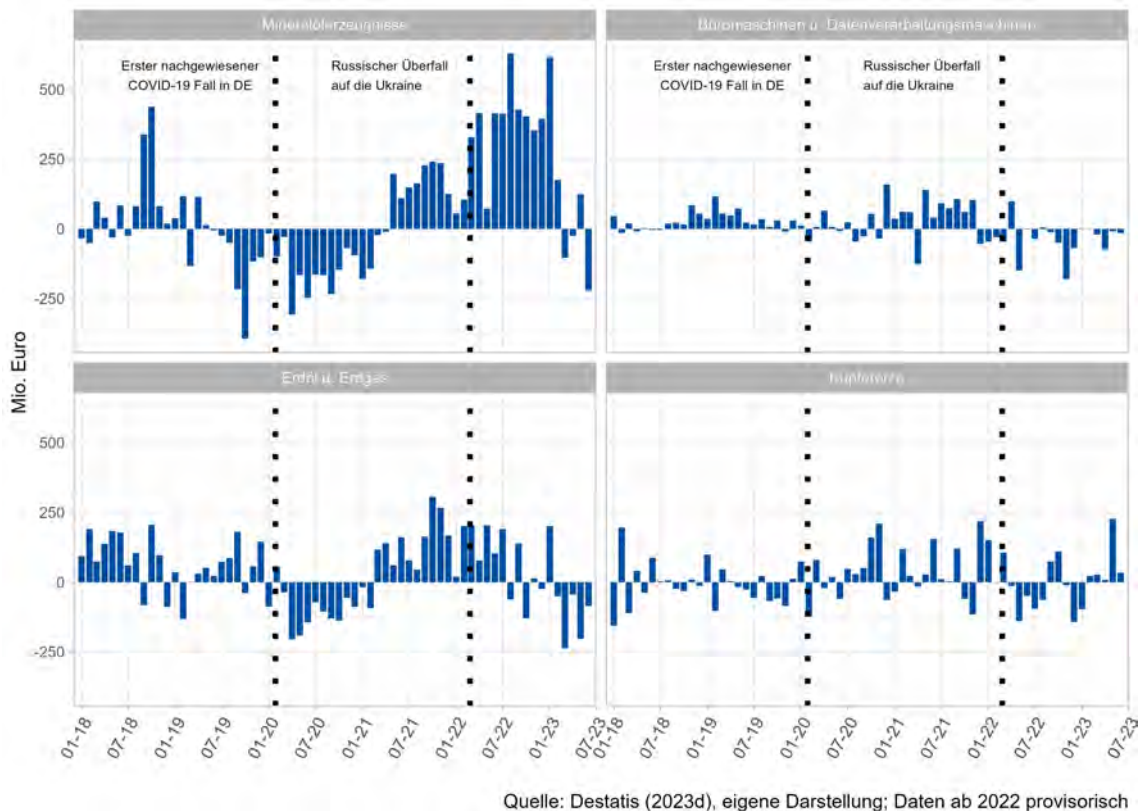 Mineralölerzeugnisse
Büromaschinen u. Datenverarbeitungsmaschinen
Erster nachgewiesener
COVID-19 Fall in DE
Russischer Überfall
auf die Ukraine
Erster nachgewiesener
COVID-19 Fall in DE
Russischer Überfall
auf die Ukraine
500
250
0
-250
Mio. Euro
Erdöl u. Erdgas
Kupfererze
500
250
0
-250
01-18
07-18
01-19
07-19
01-20
07-20
01-21
01-22
07-22
01-23
07-23
01-18
07-18
01-19
07-19
01-20
07-20
01-21
07-21
01-22
07-22
01-23
07-23
Quelle: Destatis (2023d), eigene Darstellung; Daten ab 2022 provisorisch